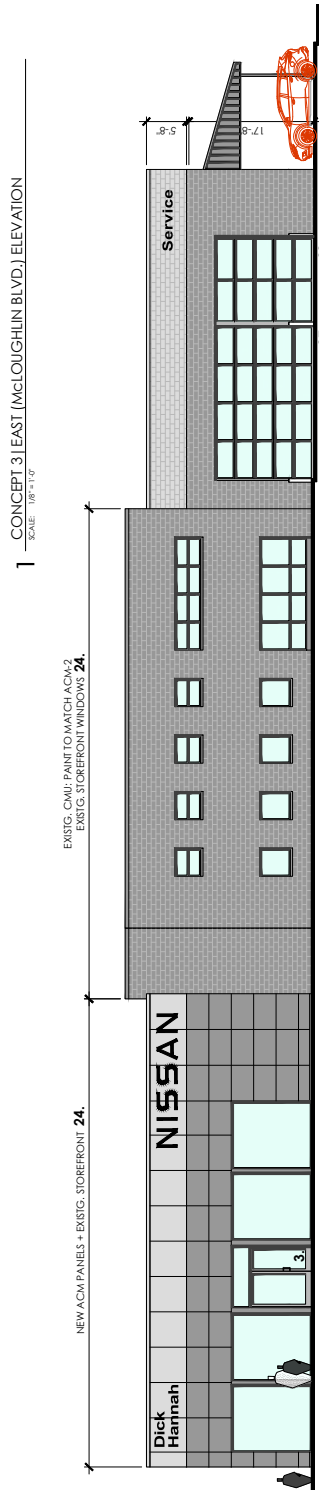 1
CONCEPT 3 | EAST (McLOUGHLIN BLVD.) ELEVATION
SCALE: 1/8" = 1'-0"
NEW ACM PANELS + EXISTG. STOREFRONT 24.
EXISTG. CMU: PAINT TO MATCH ACM-2
EXISTG. STOREFRONT WINDOWS 24.
5'-8"
17'-8"
Dick
Hannah
NISSAN
Service
3.